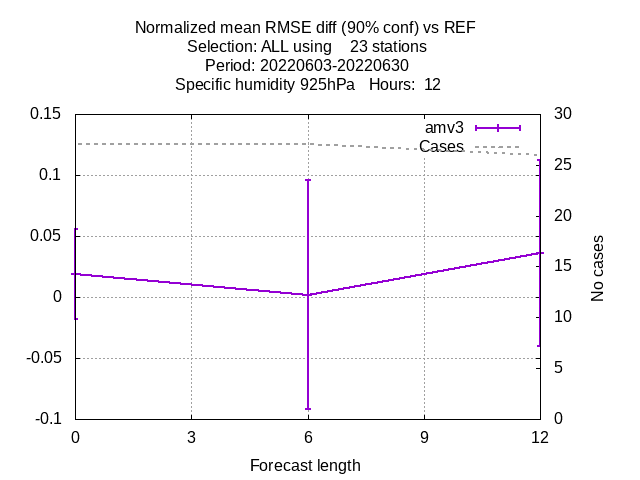 Normalized mean RMSE diff (90% conf) vs REF
Selection: ALL using 23 stations
Period: 20220603-20220630
Specific humidity 925hPa Hours: 12
amv3
Cases
0.15
0.1
0.05
0
-0.05
-0.1
30
25
20
15
10
5
0
No cases
0 3 6 9 12
Forecast length